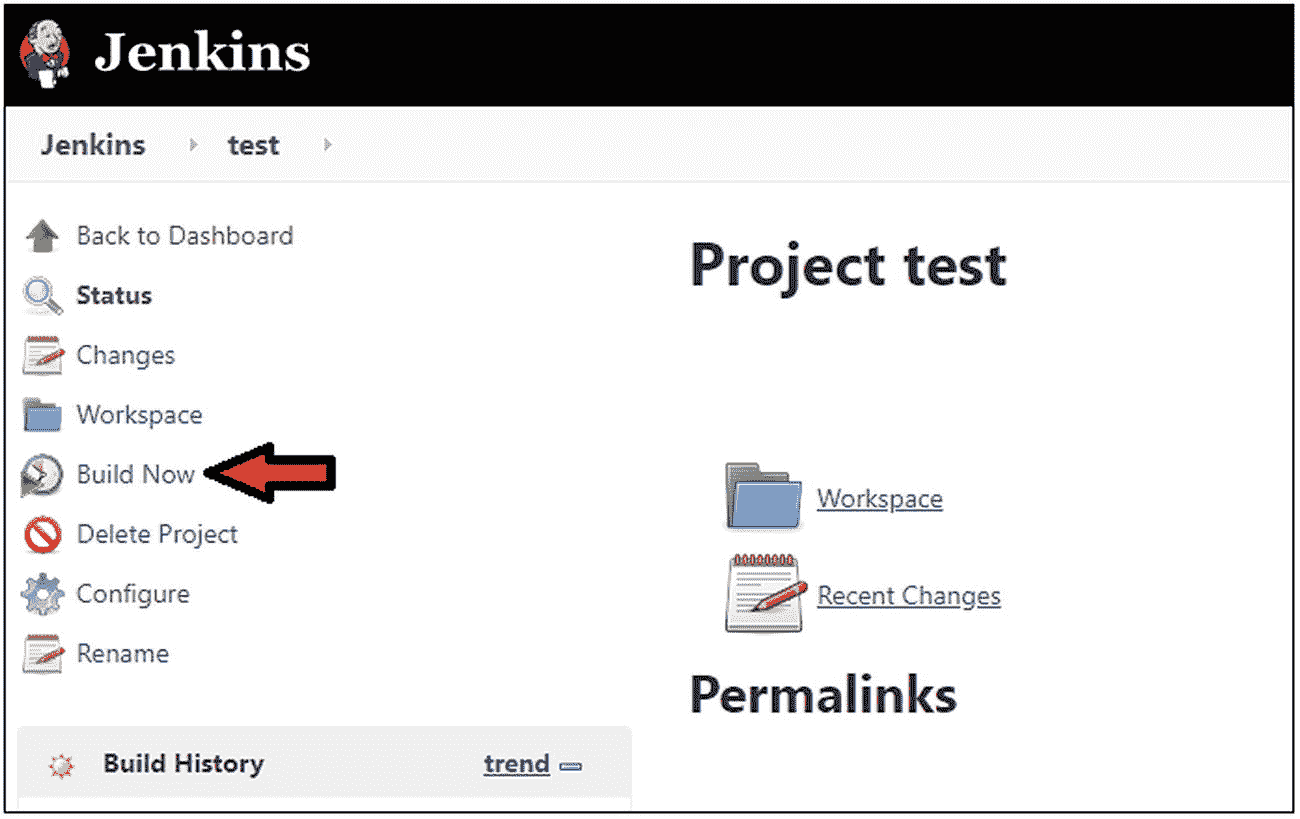 Jenkins
Jenkins test
Back to Dashboard
Status
Changes
Workspace
Build Now
Delete Project
Configure
Rename
Build History trend
Project test
Workspace
Recent Changes
Permalinks